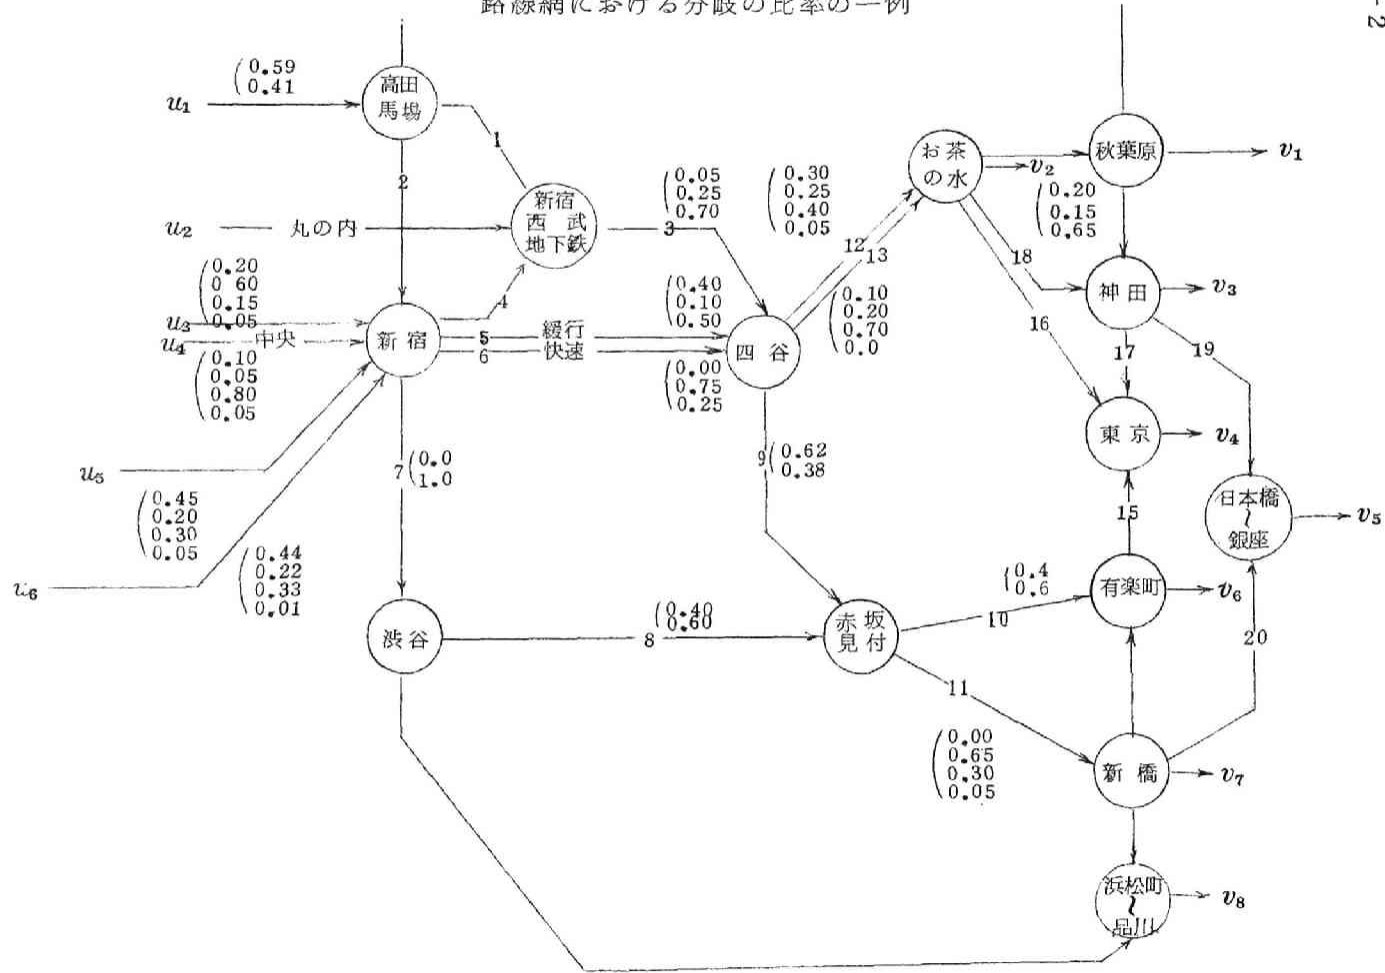 路線網における分岐の比率の一例
-2
0.59
0.41
u1
高田
馬場
1
2
お茶
の水
秋葉原
v1
v2
0.05
0.25
0.70
0.30
0.25
0.40
0.05
0.20
0.15
0.65
新宿
西武
地下鉄
u2
丸の内
3
12
13
18
0.20
0.60
0.15
0.05
4
0.40
0.10
0.50
0.10
0.20
0.70
0.0
神田
v3
u3
u4
中央
新宿
5
緩行
6
快速
四谷
16
17
19
0.10
0.05
0.80
0.05
0.00
0.75
0.25
東京
v4
u5
7
0.0
1.0
9
0.62
0.38
0.45
0.20
0.30
0.05
15
日本橋
~
銀座
v5
0.44
0.22
0.33
0.01
u6
0.4
0.6
有楽町
v6
渋谷
0.40
0.60
8
赤坂
見付
10
20
11
0.00
0.65
0.30
0.05
新橋
v7
浜松町
~
品川
v8